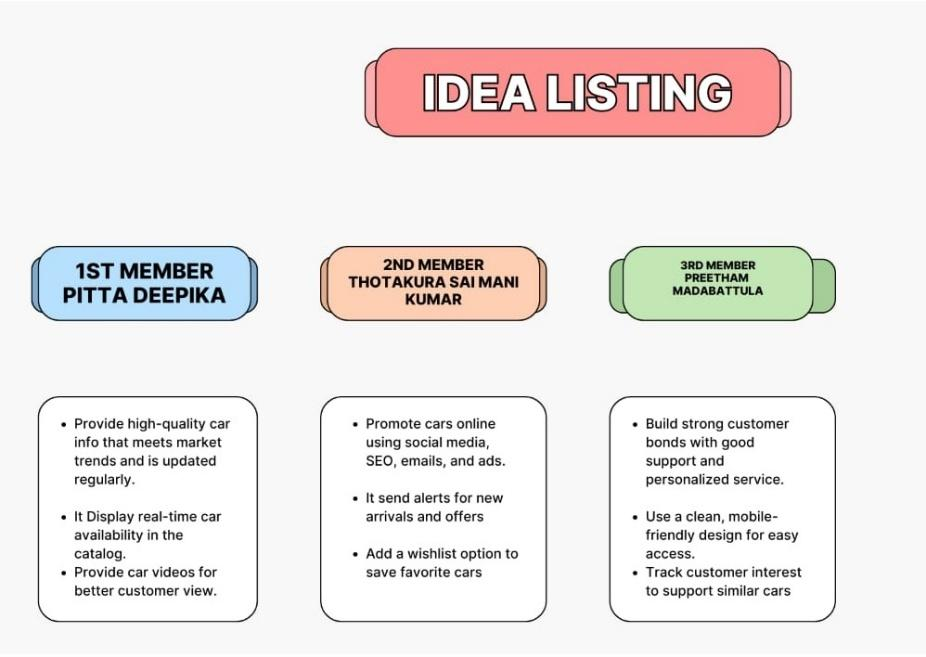 IDEA LISTING
1ST MEMBER
PITTA DEEPIKA
2ND MEMBER
THOTAKURA SAI MANI
KUMAR
3RD MEMBER
PREETHAM
MADABATTULA
• Provide high-quality car
info that meets market
trends and is updated
regularly.
• It Display real-time car
availability in the
catalog.
• Provide car videos for
better customer view.
• Promote cars online
using social media,
SEO, emails, and ads.
• It send alerts for new
arrivals and offers
• Add a wishlist option to
save favorite cars
• Build strong customer
bonds with good
support and
personalized service.
• Use a clean, mobile-
friendly design for easy
access.
• Track customer interest
to support similar cars